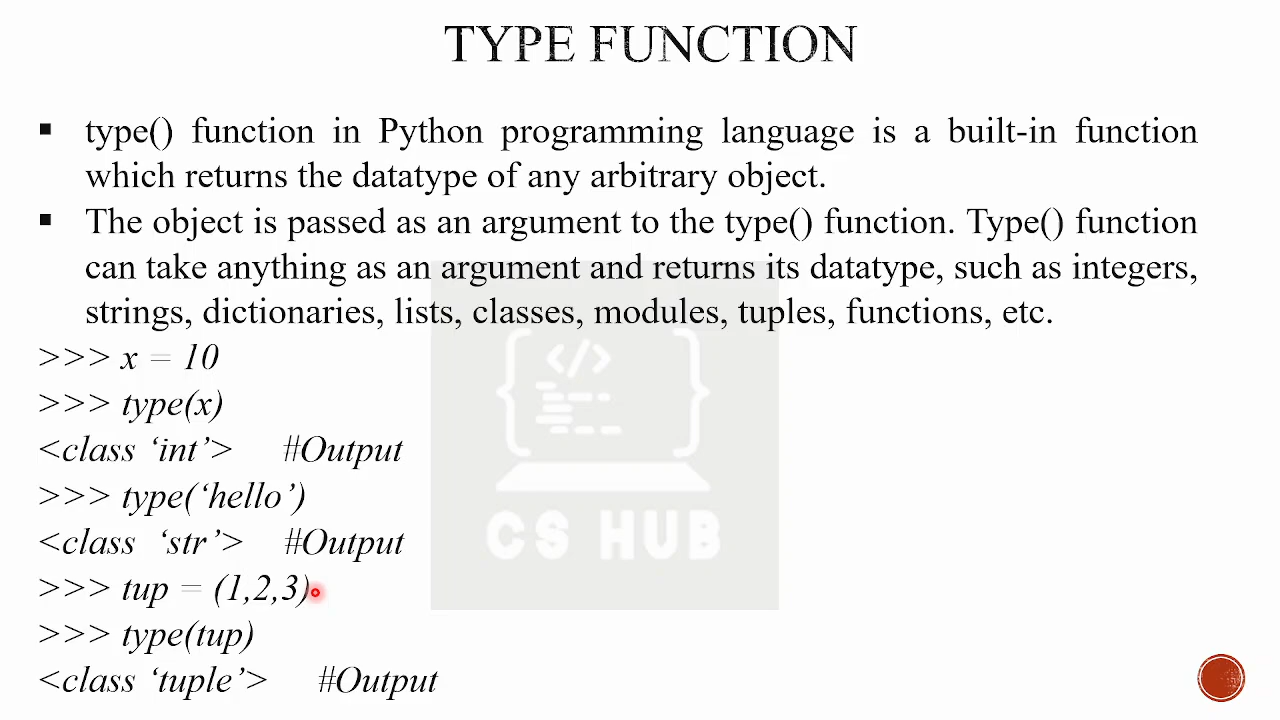 TYPE FUNCTION
▪ type() function in Python programming language is a built-in function
which returns the datatype of any arbitrary object.
▪ The object is passed as an argument to the type() function. Type() function
can take anything as an argument and returns its datatype, such as integers,
strings, dictionaries, lists, classes, modules, tuples, functions, etc.
>>> x = 10
>>> type(x)
<class ‘int’> #Output
>>> type(‘hello’)
<class ‘str’> #Output
>>> tup = (1,2,3)
>>> type(tup)
<class ‘tuple’> #Output
{ </> }
CS HUB